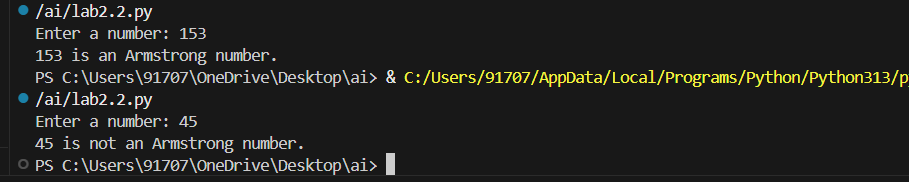 /ai/lab2.2.py
Enter a number: 153
153 is an Armstrong number.
PS C:\Users\91707\OneDrive\Desktop\ai> & C:/Users/91707/AppData/Local/Programs/Python/Python313/p
/ai/lab2.2.py
Enter a number: 45
45 is not an Armstrong number.
PS C:\Users\91707\OneDrive\Desktop\ai>